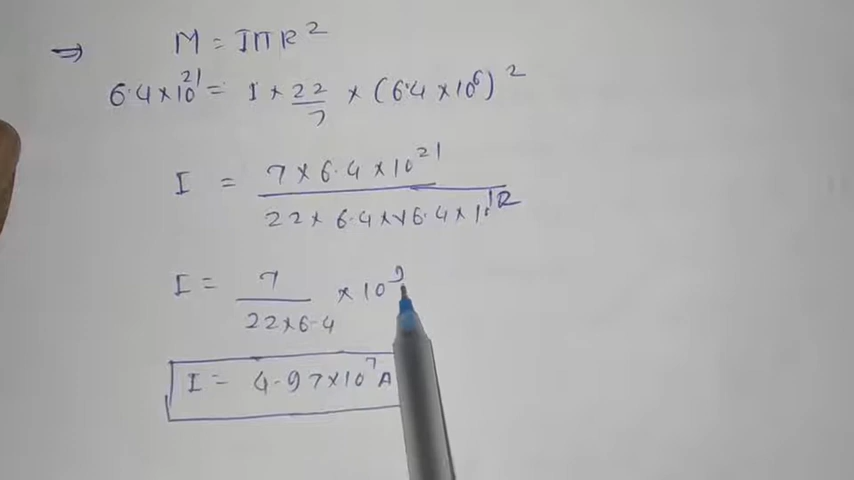 ⇒ M = IπR²
6.4×10²¹ = I × 22/7 × (6.4×10⁶)²
I = 7×6.4×10²¹ / 22×6.4×6.4×10¹²
I = 7 / 22×6.4 ×10⁹
I = 4.97×10⁷A